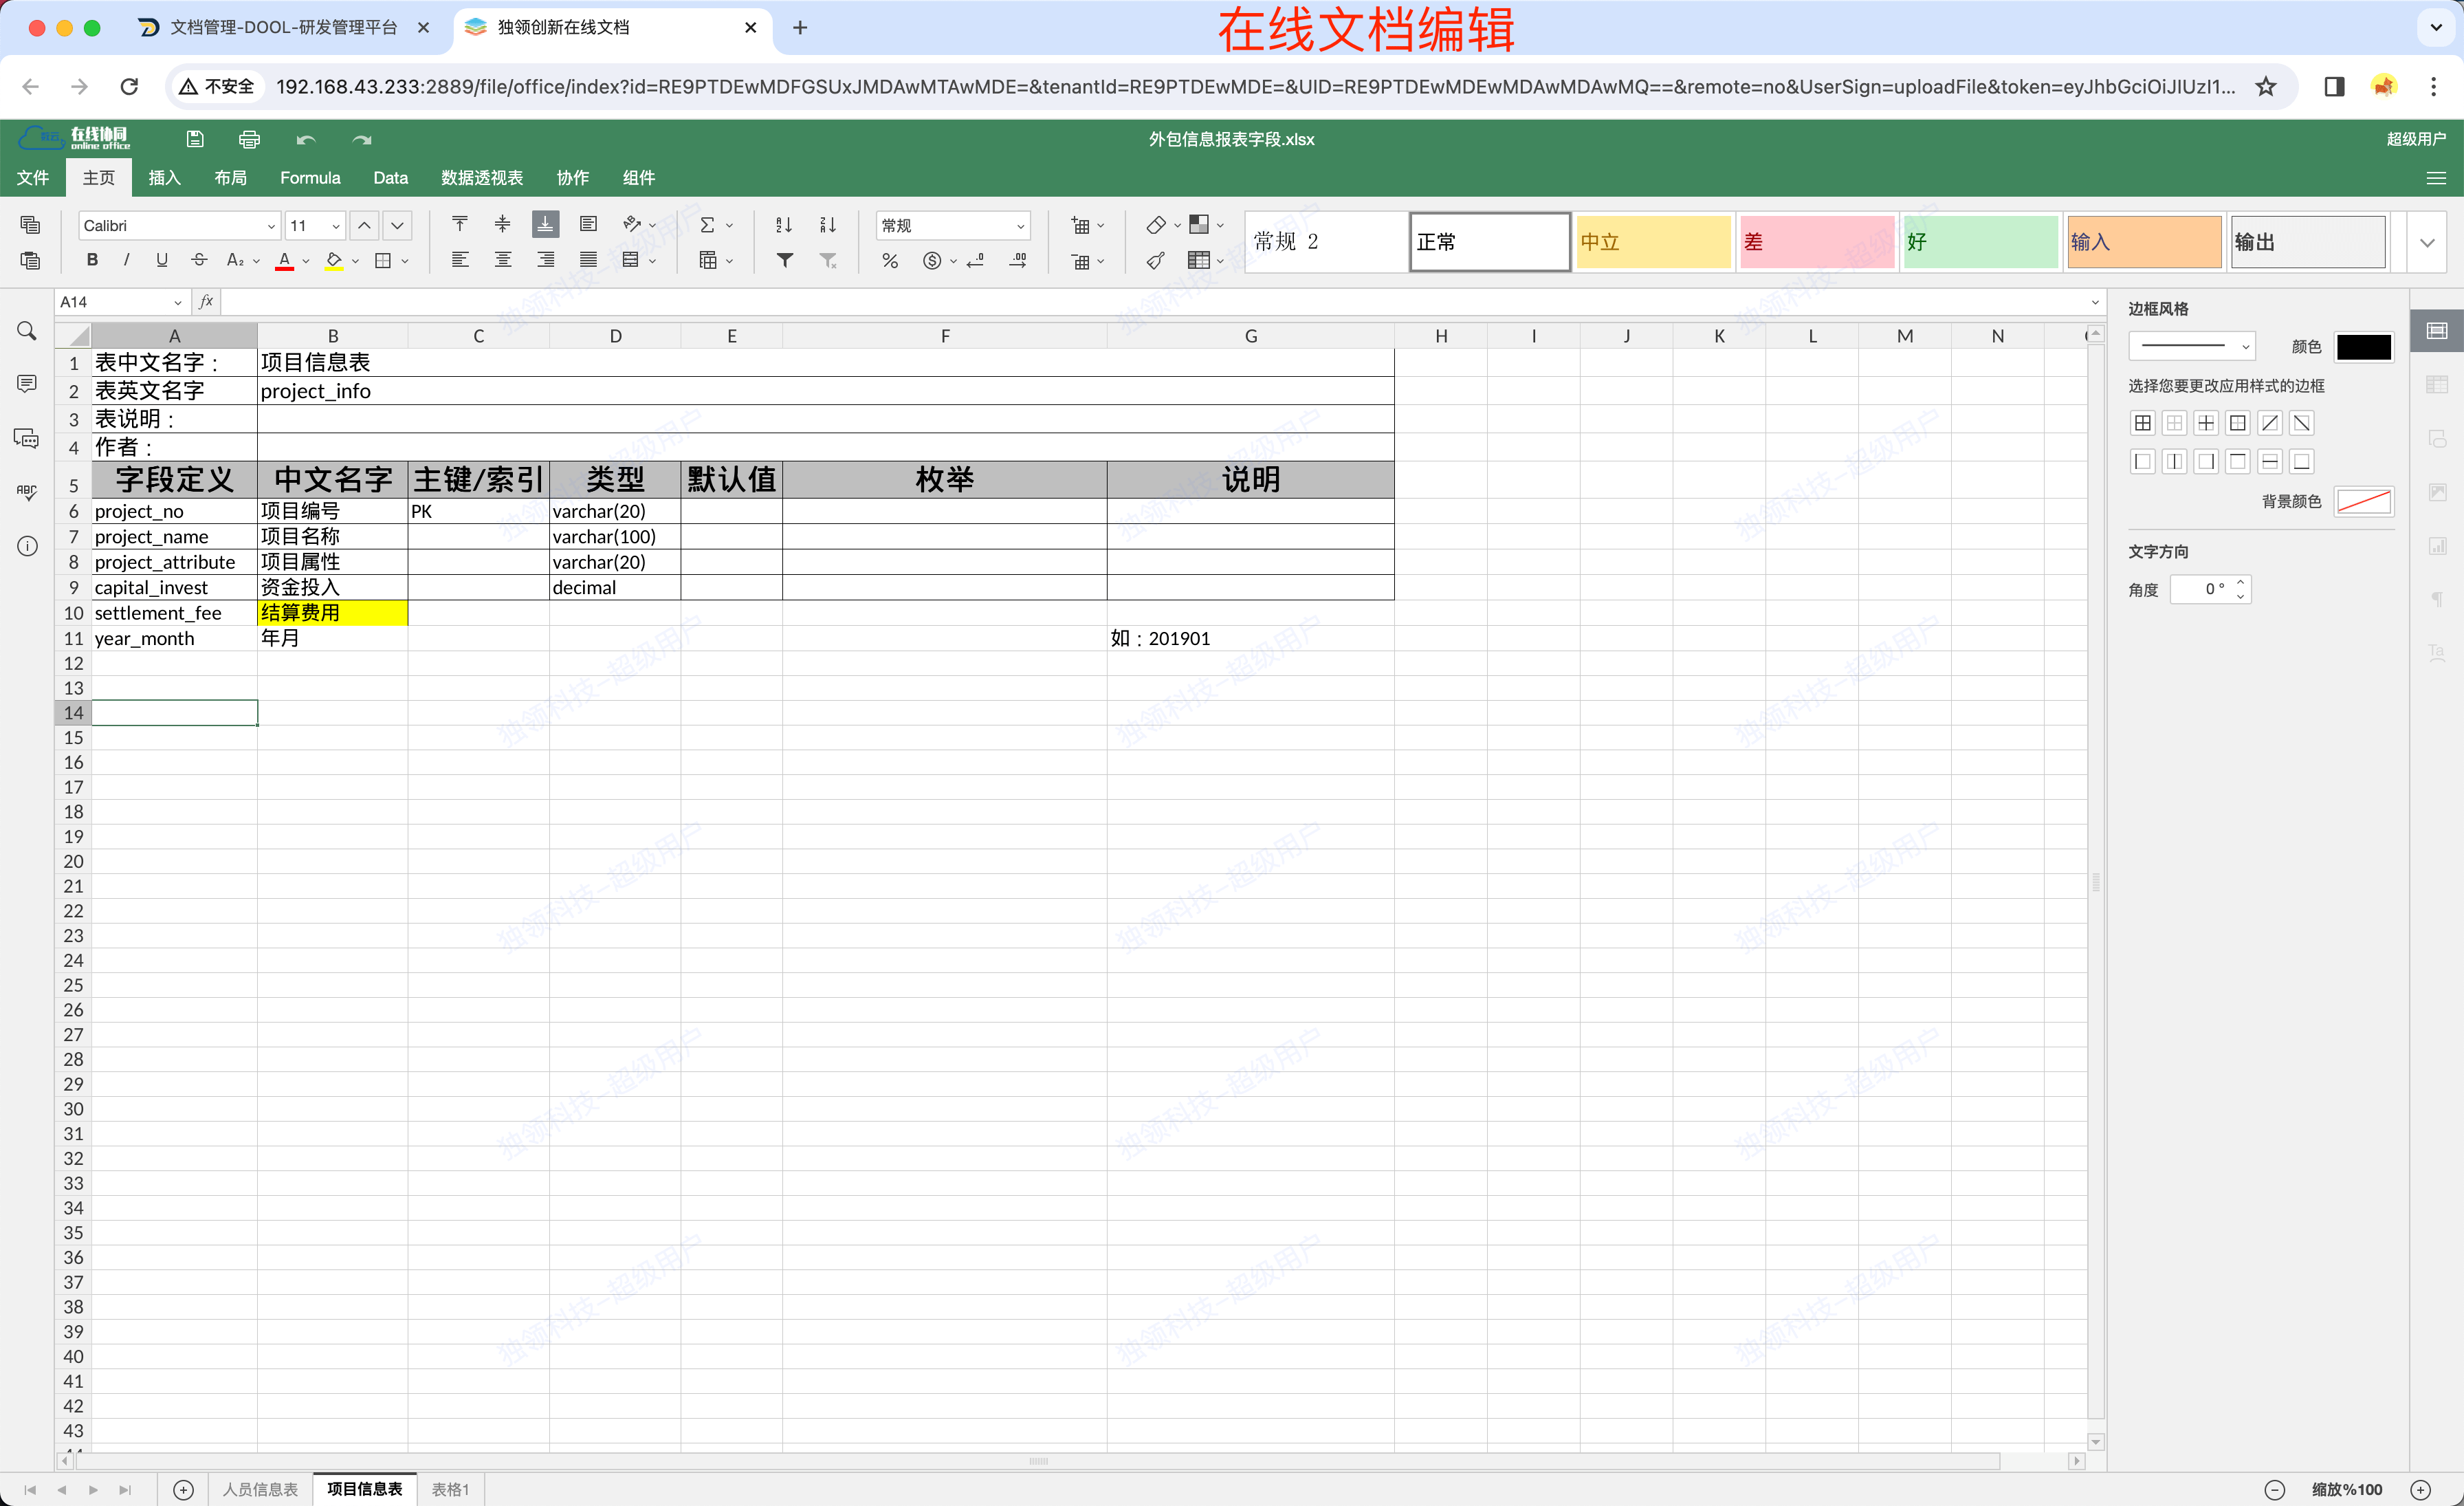 文档管理-DOOL-研发管理平台
独领创新在线文档
在线文档编辑
不安全
192.168.43.233:2889/file/office/index?id=RE9PTDEwMDFGSUxJMDAwMTAwMDE=&tenantId=RE9PTDEwMDE=&UID=RE9PTDEwMDEwMDAwMDAwMQ==&remote=no&UserSign=uploadFile&token=eyJhbGciOiJIUzI1...
在线协同
online office
外包信息报表字段.xlsx
超级用户
文件 主页 插入 布局 Formula Data 数据透视表 协作 组件
Calibri 11 常规
常规 2 正常 中立 差 好 输入 输出
A14 fx
A B C D E F G H I J K L M N
1 表中文名字： 项目信息表
2 表英文名字 project_info
3 表说明：
4 作者：
5 字段定义 中文名字 主键/索引 类型 默认值 枚举 说明
6 project_no 项目编号 PK varchar(20)
7 project_name 项目名称 varchar(100)
8 project_attribute 项目属性 varchar(20)
9 capital_invest 资金投入 decimal
10 settlement_fee 结算费用
11 year_month 年月 如：201901
12
13
14
15
16
17
18
19
20
21
22
23
24
25
26
27
28
29
30
31
32
33
34
35
36
37
38
39
40
41
42
43
44
边框风格
颜色
选择您要更改应用样式的边框
背景颜色
文字方向
角度 0 °
独领科技-超级用户
人员信息表 项目信息表 表格1
缩放%100